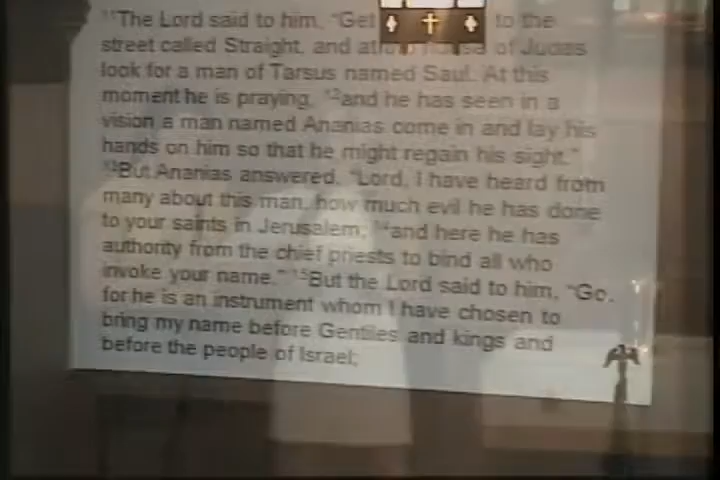 ¹¹The Lord said to him, "Get to the
street called Straight, and at of Judas
look for a man of Tarsus named Saul. At this
moment he is praying, ¹²and he has seen in a
vision a man named Ananias come in and lay his
hands on him so that he might regain his sight."
¹³But Ananias answered, "Lord, I have heard from
many about this man, how much evil he has done
to your saints in Jerusalem; ¹⁴and here he has
authority from the chief priests to bind all who
invoke your name." ¹⁵But the Lord said to him, "Go,
for he is an instrument whom I have chosen to
bring my name before Gentiles and kings and
before the people of Israel;